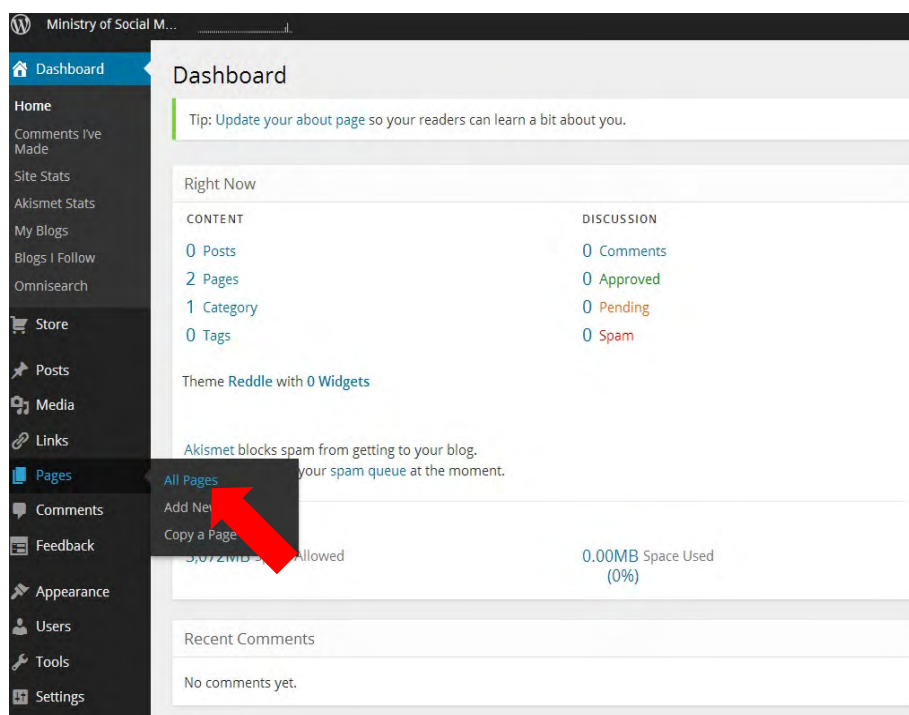 Ministry of Social M...
Dashboard
Home
Comments I've
Made
Site Stats
Akismet Stats
My Blogs
Blogs I Follow
Omnisearch
Store
Posts
Media
Links
Pages
Comments
Feedback
Appearance
Users
Tools
Settings
All Pages
Add New
Copy a Page
Dashboard
Tip: Update your about page so your readers can learn a bit about you.
Right Now
CONTENT
0 Posts
2 Pages
1 Category
0 Tags
DISCUSSION
0 Comments
0 Approved
0 Pending
0 Spam
Theme Reddle with 0 Widgets
Akismet blocks spam from getting to your blog.
your spam queue at the moment.
3,072MB Allowed
0.00MB Space Used
(0%)
Recent Comments
No comments yet.